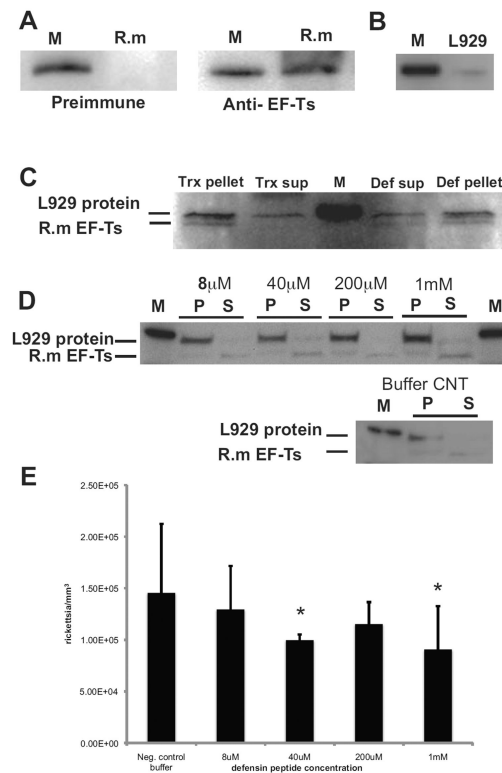 A
M R.m
M R.m
Preimmune
Anti- EF-Ts
B
M L929
C
Trx pellet Trx sup M Def sup Def pellet
L929 protein
R.m EF-Ts
D
8µM 40µM 200µM 1mM
M P S P S P S P S M
L929 protein
R.m EF-Ts
Buffer CNT
M P S
L929 protein
R.m EF-Ts
E
2.50E+05
2.00E+05
1.50E+05
1.00E+05
5.00E+04
0.00E+00
rickettsia/mm³
* *
Neg. control buffer 8uM 40uM 200uM 1mM
defensin peptide concentration